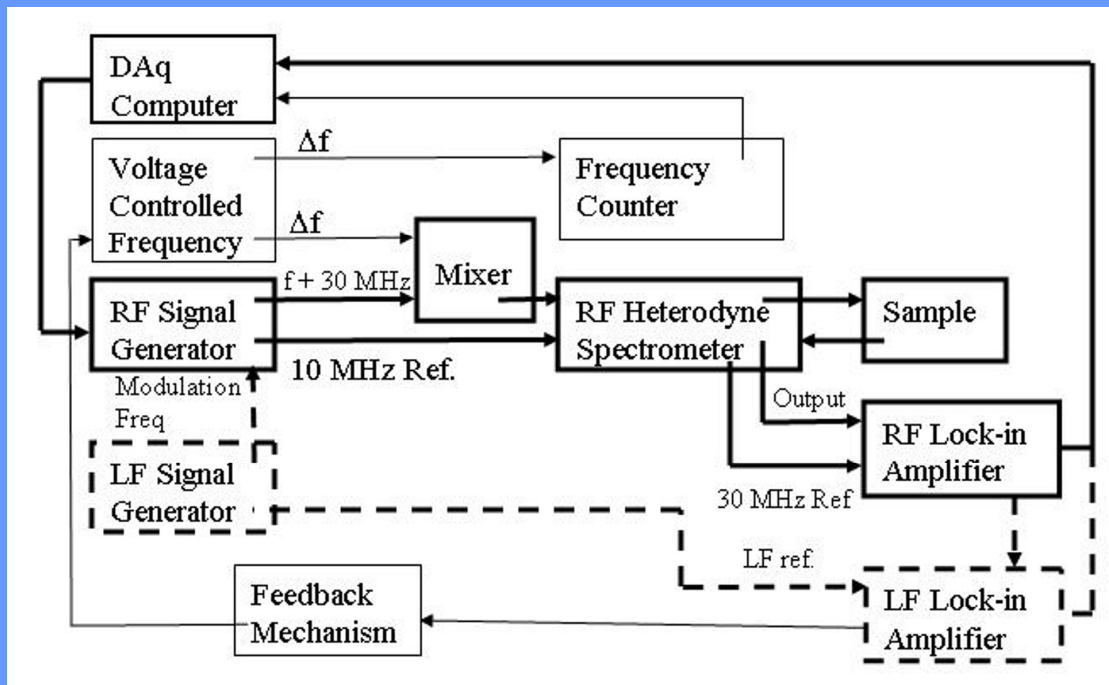 DAq
Computer
Δf
Voltage
Controlled
Frequency
Frequency
Counter
Δf
Mixer
f + 30 MHz
RF Signal
Generator
10 MHz Ref.
RF Heterodyne
Spectrometer
Sample
Modulation
Freq
Output
RF Lock-in
Amplifier
30 MHz Ref
LF Signal
Generator
LF ref.
LF Lock-in
Amplifier
Feedback
Mechanism